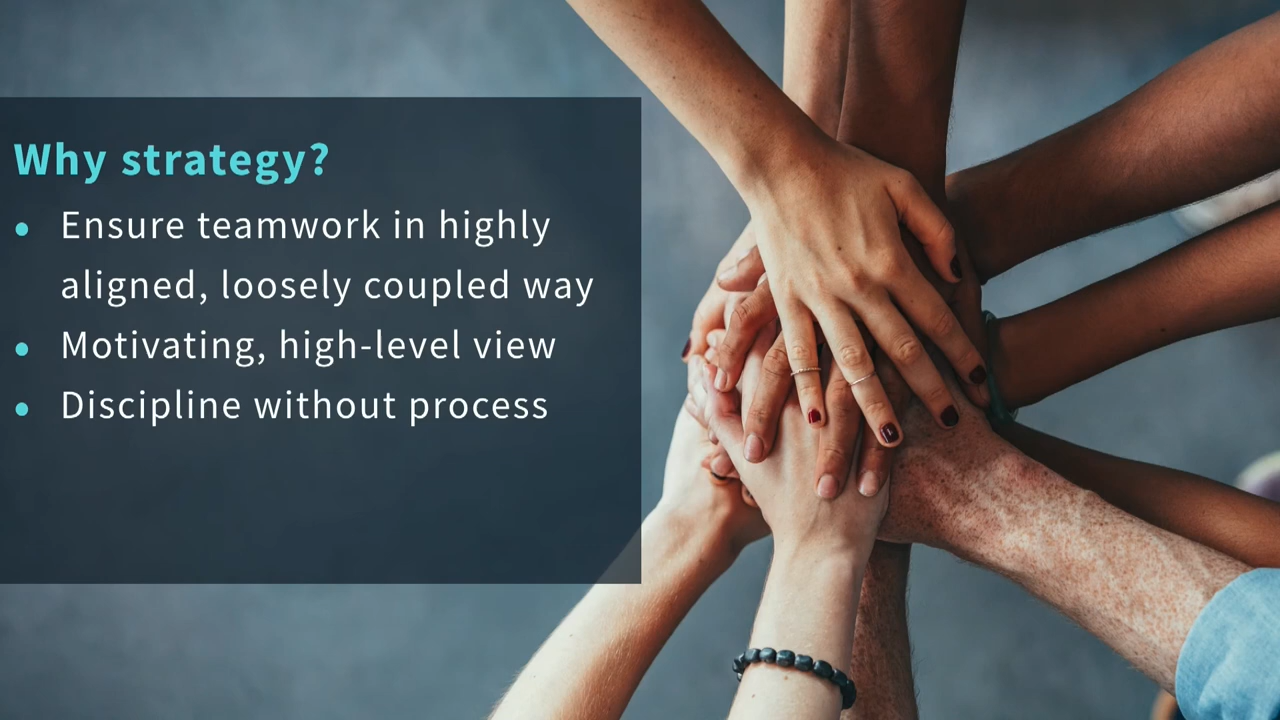 Why strategy?
• Ensure teamwork in highly
aligned, loosely coupled way
• Motivating, high-level view
• Discipline without process